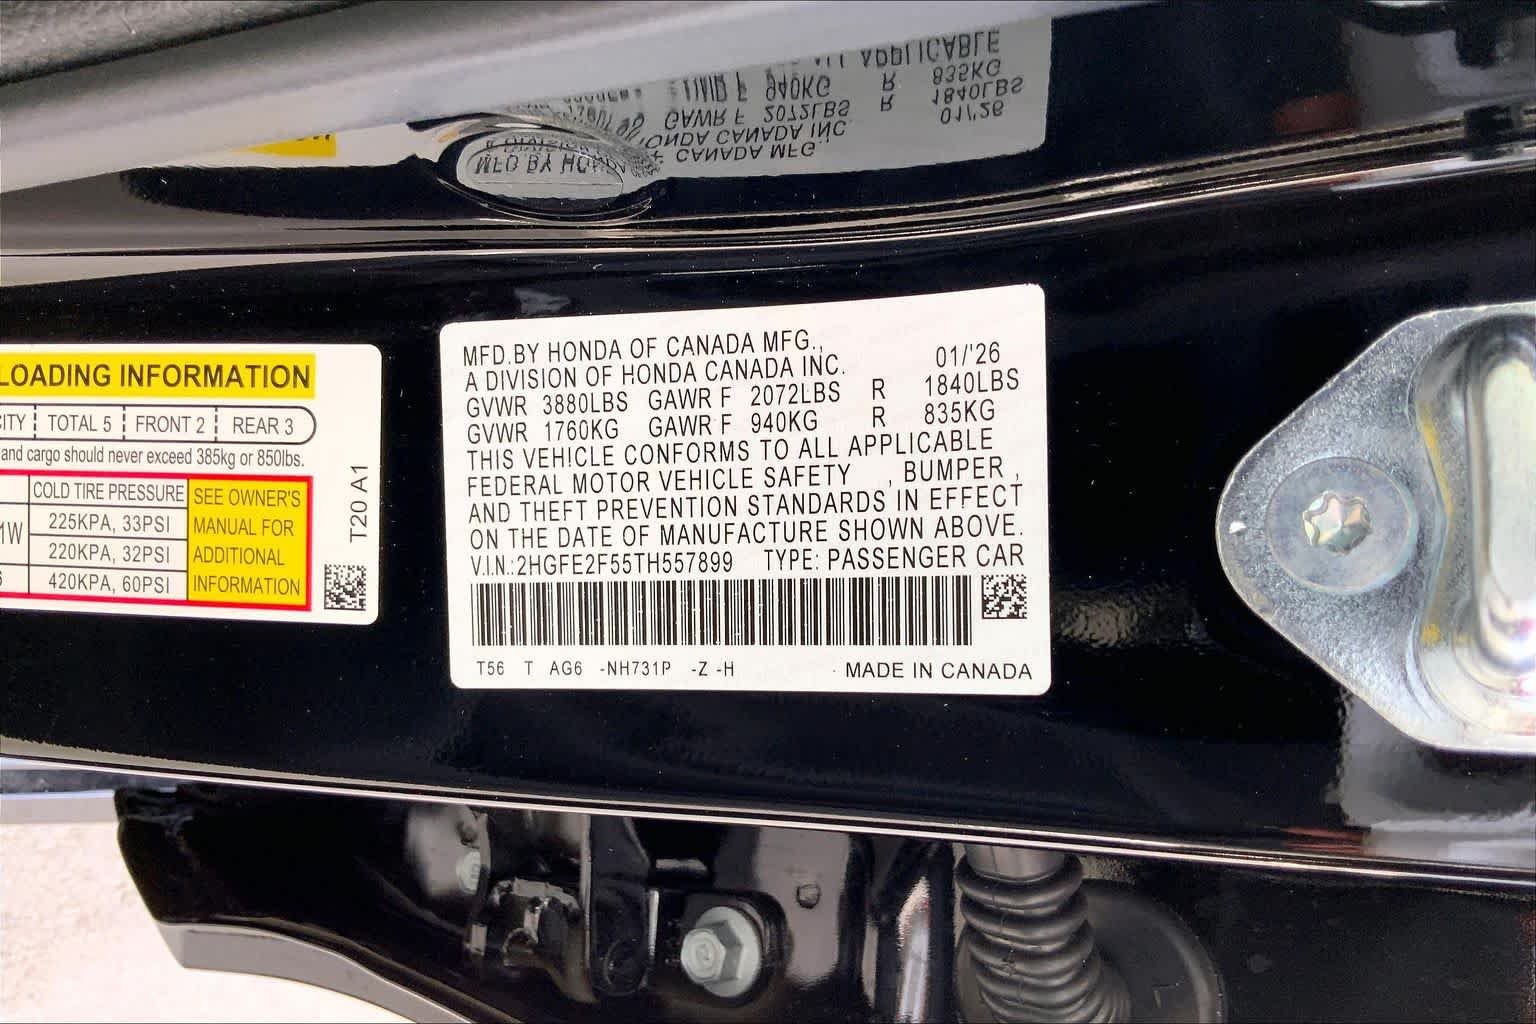 LOADING INFORMATION
CITY TOTAL 5 FRONT 2 REAR 3
and cargo should never exceed 385kg or 850lbs.
COLD TIRE PRESSURE
1W
225KPA, 33PSI
220KPA, 32PSI
420KPA, 60PSI
SEE OWNER'S
MANUAL FOR
ADDITIONAL
INFORMATION
T20 A1
MFD.BY HONDA OF CANADA MFG., 01/'26
A DIVISION OF HONDA CANADA INC.
GVWR 3880LBS GAWR F 2072LBS R 1840LBS
GVWR 1760KG GAWR F 940KG R 835KG
THIS VEHICLE CONFORMS TO ALL APPLICABLE
FEDERAL MOTOR VEHICLE SAFETY , BUMPER ,
AND THEFT PREVENTION STANDARDS IN EFFECT
ON THE DATE OF MANUFACTURE SHOWN ABOVE.
V.I.N.:2HGFE2F55TH557899 TYPE: PASSENGER CAR
T56 T AG6 -NH731P -Z -H MADE IN CANADA